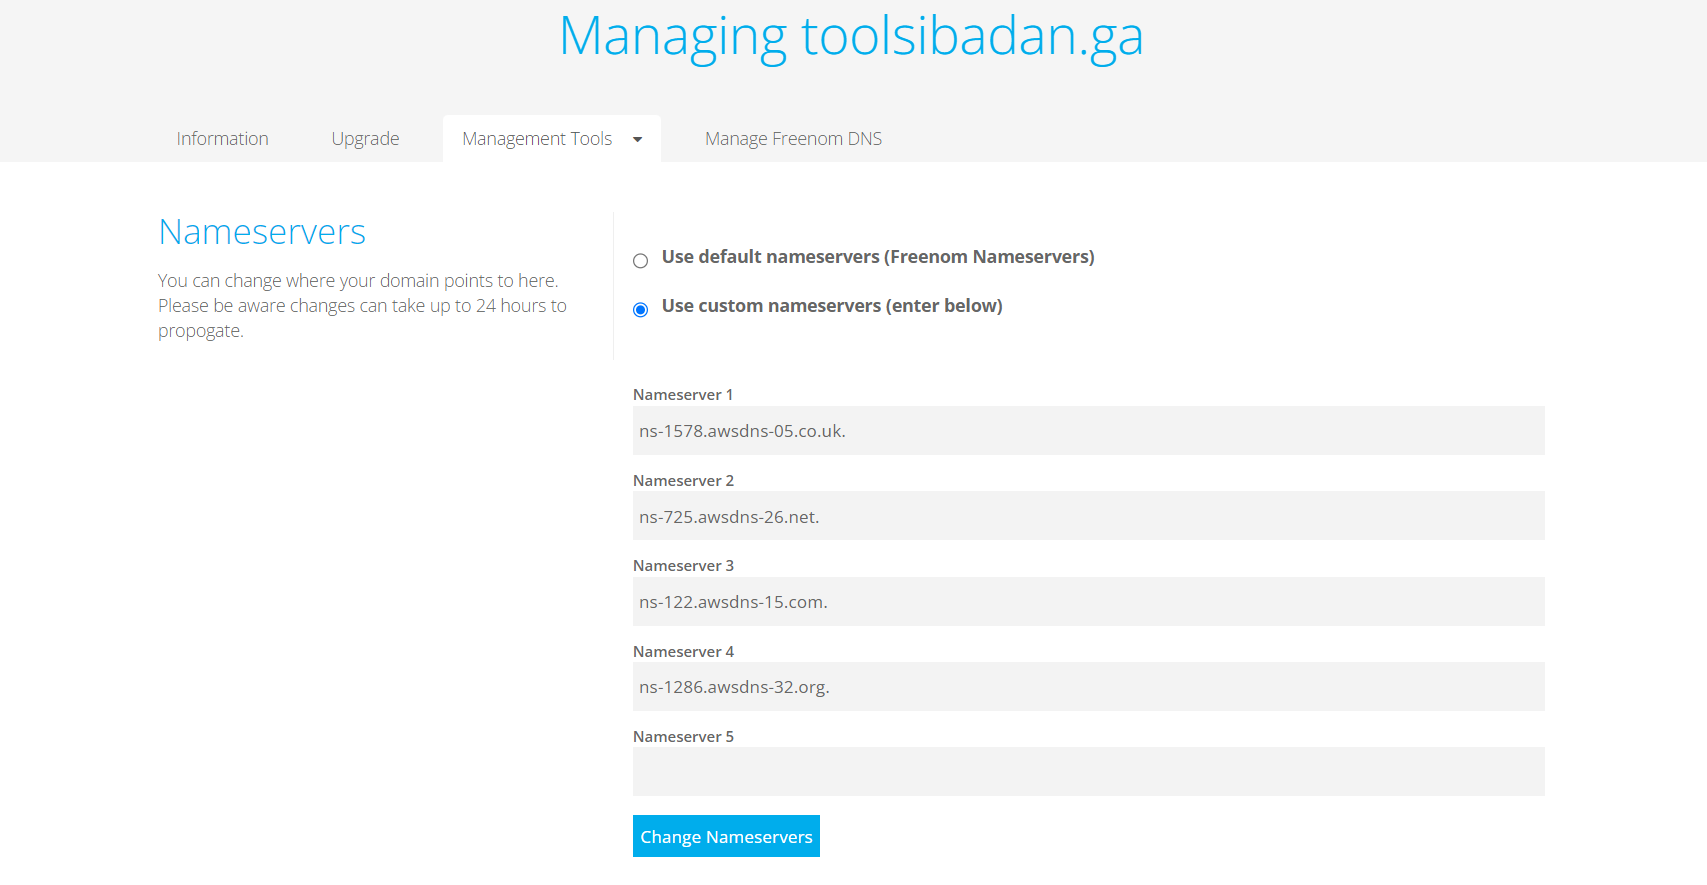 Managing toolsibadan.ga
Information
Upgrade
Management Tools
Manage Freenom DNS
Nameservers
You can change where your domain points to here.
Please be aware changes can take up to 24 hours to
propogate.
Use default nameservers (Freenom Nameservers)
Use custom nameservers (enter below)
Nameserver 1
ns-1578.awsdns-05.co.uk.
Nameserver 2
ns-725.awsdns-26.net.
Nameserver 3
ns-122.awsdns-15.com.
Nameserver 4
ns-1286.awsdns-32.org.
Nameserver 5
Change Nameservers